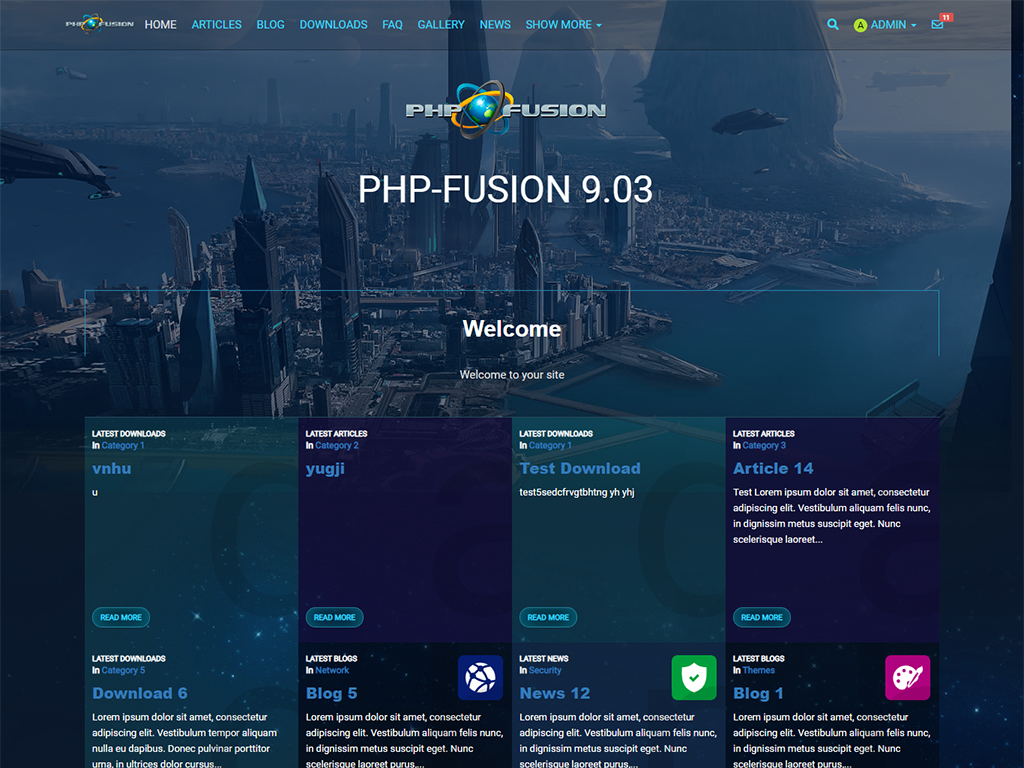 PHP FUSION HOME ARTICLES BLOG DOWNLOADS FAQ GALLERY NEWS SHOW MORE A ADMIN 11
PHP FUSION
PHP-FUSION 9.03
Welcome
Welcome to your site
LATEST DOWNLOADS
In Category 1
vnhu
u
READ MORE
LATEST ARTICLES
In Category 2
yugji
READ MORE
LATEST DOWNLOADS
In Category 1
Test Download
test5sedcfrvgtbhtng yh yhj
READ MORE
LATEST ARTICLES
In Category 3
Article 14
Test Lorem ipsum dolor sit amet, consectetur
adipiscing elit. Vestibulum aliquam felis nunc,
in dignissim metus suscipit eget. Nunc
scelerisque laoreet...
READ MORE
LATEST DOWNLOADS
In Category 5
Download 6
Lorem ipsum dolor sit amet, consectetur
adipiscing elit. Vestibulum tempor aliquam
nulla eu dapibus. Donec pulvinar porttitor
urna, in ultrices dolor cursus...
LATEST BLOGS
In Network
Blog 5
Lorem ipsum dolor sit amet, consectetur
adipiscing elit. Vestibulum aliquam felis nunc,
in dignissim metus suscipit eget. Nunc
scelerisque laoreet purus,...
LATEST NEWS
In Security
News 12
Lorem ipsum dolor sit amet, consectetur
adipiscing elit. Vestibulum aliquam felis nunc,
in dignissim metus suscipit eget. Nunc
scelerisque laoreet purus,...
LATEST BLOGS
In Themes
Blog 1
Lorem ipsum dolor sit amet, consectetur
adipiscing elit. Vestibulum aliquam felis nunc,
in dignissim metus suscipit eget. Nunc
scelerisque laoreet purus,...